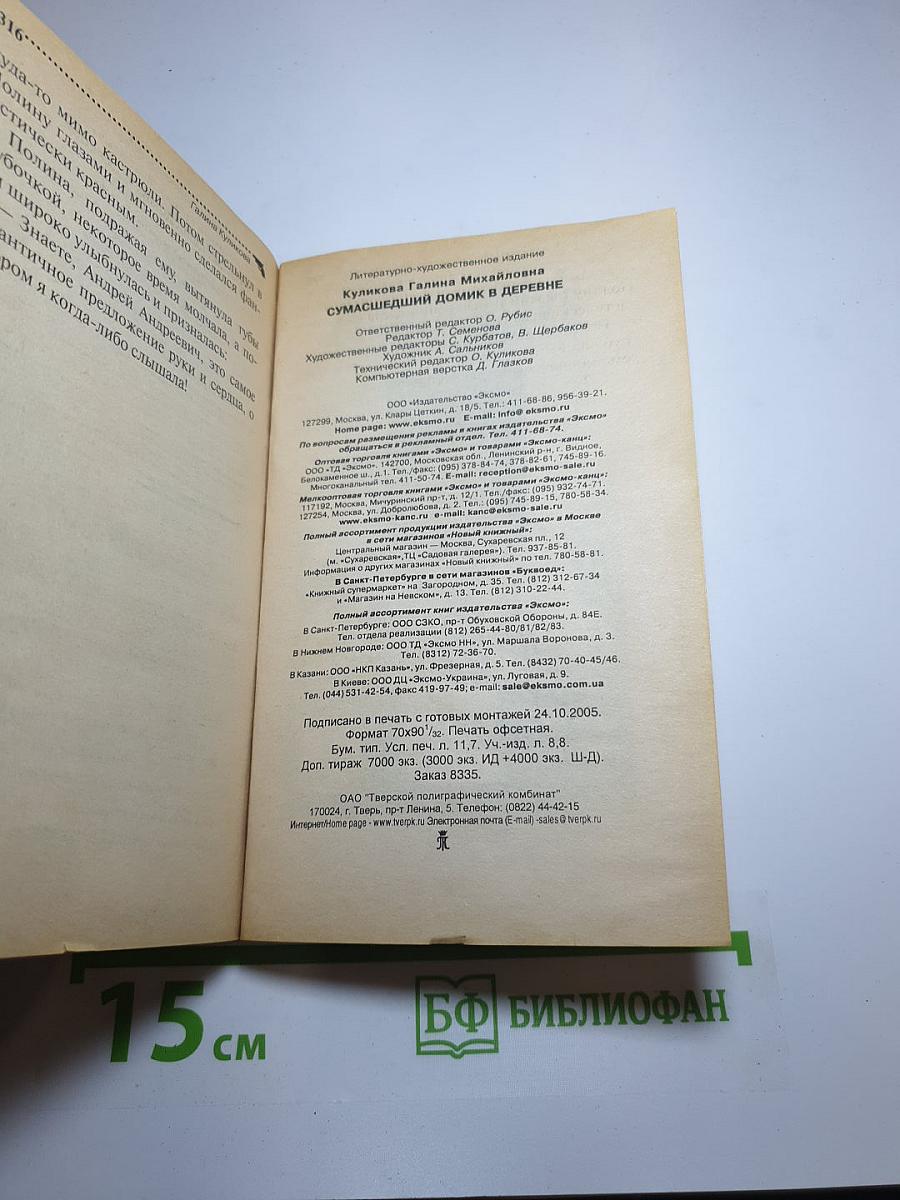 316
Галина Куликова
куда-то мимо кастрюли. Потом стрельнул в
Полину глазами и мгновенно сделался фан-
стически красным.
Полина, подражая ему, вытянула губы
убочкой, некоторое время молчала, а по-
м широко улыбнулась и призналась:
— Знаете, Андрей Андреевич, это самое
античное предложение руки и сердца, о
ром я когда-либо слышала!
Литературно-художественное издание
Куликова Галина Михайловна
СУМАСШЕДШИЙ ДОМИК В ДЕРЕВНЕ
Ответственный редактор О. Рубис
Редактор Т. Семенова
Художественные редакторы С. Курбатов, В. Щербаков
Художник А. Сальников
Технический редактор О. Куликова
Компьютерная верстка Д. Глазков
ООО «Издательство «Эксмо»
127299, Москва, ул. Клары Цеткин, д. 18/5. Тел.: 411-68-86, 956-39-21.
Home page: www.eksmo.ru E-mail: info@ eksmo.ru
По вопросам размещения рекламы в книгах издательства «Эксмо»
обращаться в рекламный отдел. Тел. 411-68-74.
Оптовая торговля книгами «Эксмо» и товарами «Эксмо-канц»:
ООО «ТД «Эксмо». 142700, Московская обл., Ленинский р-н, г. Видное,
Белокаменное ш., д.1. Тел./факс: (095) 378-84-74, 378-82-61, 745-89-16.
Многоканальный тел. 411-50-74. E-mail: reception@eksmo-sale.ru
Мелкооптовая торговля книгами «Эксмо» и товарами «Эксмо-канц»:
117192, Москва, Мичуринский пр-т, д. 12/1. Тел./факс: (095) 932-74-71.
127254, Москва, ул. Добролюбова, д. 2. Тел.: (095) 745-89-15, 780-58-34.
www.eksmo-kanc.ru e-mail: kanc@eksmo-sale.ru
Полный ассортимент продукции издательства «Эксмо» в Москве
в сети магазинов «Новый книжный»:
Центральный магазин — Москва, Сухаревская пл., 12
(м. «Сухаревская»,ТЦ «Садовая галерея»). Тел. 937-85-81.
Информация о других магазинах «Новый книжный» по тел. 780-58-81.
В Санкт-Петербурге в сети магазинов «Буквоед»:
«Книжный супермаркет» на Загородном, д. 35. Тел. (812) 312-67-34
и «Магазин на Невском», д. 13. Тел. (812) 310-22-44.
Полный ассортимент книг издательства «Эксмо»:
В Санкт-Петербурге: ООО СЗКО, пр-т Обуховской Обороны, д. 84Е.
Тел. отдела реализации (812) 265-44-80/81/82/83.
В Нижнем Новгороде: ООО ТД «Эксмо НН», ул. Маршала Воронова, д. 3.
Тел. (8312) 72-36-70.
В Казани: ООО «НКП Казань», ул. Фрезерная, д. 5. Тел. (8432) 70-40-45/46.
В Киеве: ООО ДЦ «Эксмо-Украина», ул. Луговая, д. 9.
Тел. (044) 531-42-54, факс 419-97-49; e-mail: sale@eksmo.com.ua
Подписано в печать с готовых монтажей 24.10.2005.
Формат 70х90 1/32. Печать офсетная.
Бум. тип. Усл. печ. л. 11,7. Уч.-изд. л. 8,8.
Доп. тираж 7000 экз. (3000 экз. ИД +4000 экз. Ш-Д).
Заказ 8335.
ОАО "Тверской полиграфический комбинат"
170024, г. Тверь, пр-т Ленина, 5. Телефон: (0822) 44-42-15
Интернет/Home page - www.tverpk.ru Электронная почта (E-mail) -sales@tverpk.ru
15 см
БФ БИБЛИОФАН